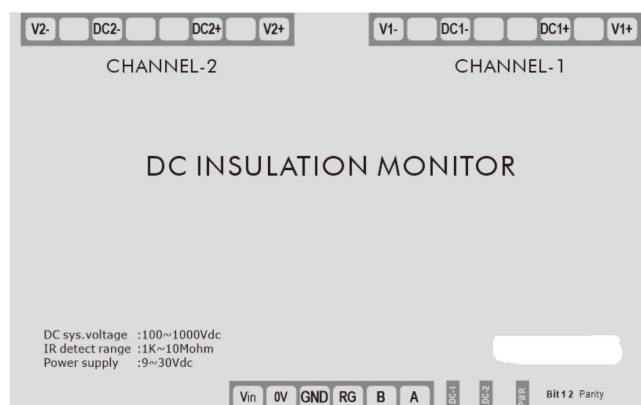 V2- DC2- DC2+ V2+ V1- DC1- DC1+ V1+
CHANNEL-2 CHANNEL-1
DC INSULATION MONITOR
DC sys.voltage :100~1000Vdc
IR detect range :1K~10Mohm
Power supply :9~30Vdc
Vin 0V GND RG B A DC-1 DC-2 PWR Bit 1 2 Parity